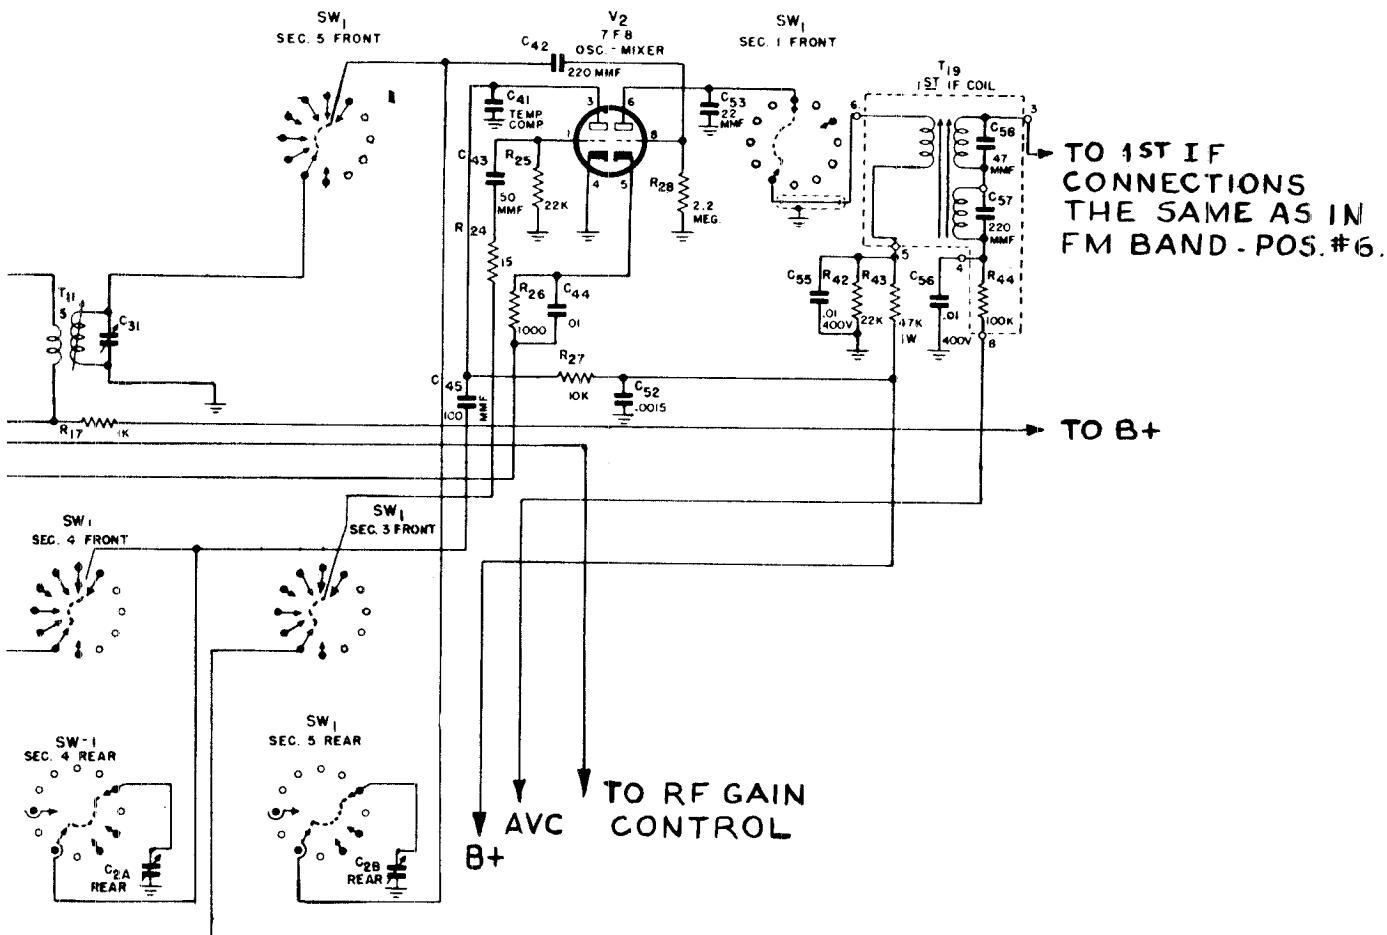 SW1
SEC. 5 FRONT
V2
7F8
OSC.-MIXER
SW1
SEC. 1 FRONT
C42
220 MMF
C41
TEMP.
COMP
3
6
C53
22
MMF
T19
1ST IF COIL
6
3
C58
47
MMF
TO 1ST IF
CONNECTIONS
THE SAME AS IN
FM BAND-POS.#6.
1
8
C43
50
MMF
R25
22K
4
5
R28
2.2
MEG.
C57
220
MMF
R24
15
R26
1000
C44
.01
5
4
C55
.01
400V
R42
22K
R43
47K
1W
C56
.01
400V
R44
100K
8
T11
5
C31
R27
10K
C45
100
MMF
C52
.0015
R17
1K
TO B+
SW1
SEC. 4 FRONT
SW1
SEC. 3 FRONT
SW-1
SEC. 4 REAR
SW1
SEC. 5 REAR
C2A
REAR
C2B
REAR
TO RF GAIN
CONTROL
AVC
B+